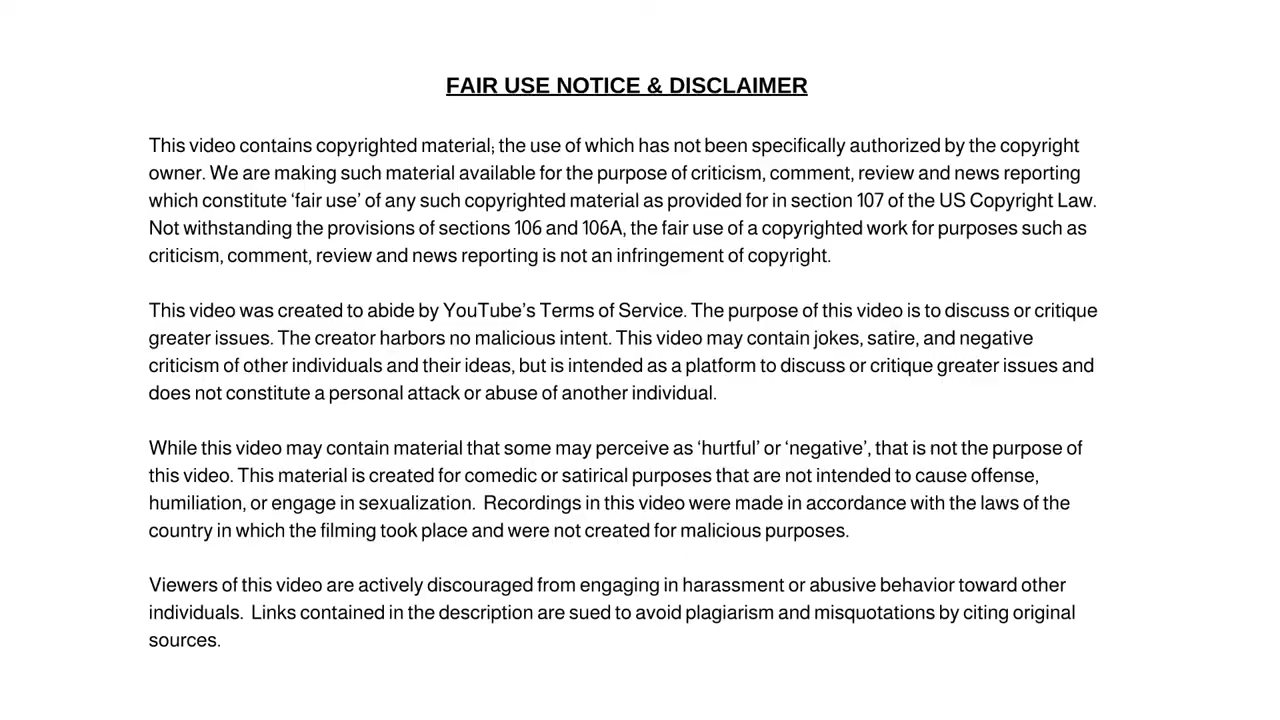 FAIR USE NOTICE & DISCLAIMER
This video contains copyrighted material; the use of which has not been specifically authorized by the copyright
owner. We are making such material available for the purpose of criticism, comment, review and news reporting
which constitute ‘fair use’ of any such copyrighted material as provided for in section 107 of the US Copyright Law.
Not withstanding the provisions of sections 106 and 106A, the fair use of a copyrighted work for purposes such as
criticism, comment, review and news reporting is not an infringement of copyright.
This video was created to abide by YouTube’s Terms of Service. The purpose of this video is to discuss or critique
greater issues. The creator harbors no malicious intent. This video may contain jokes, satire, and negative
criticism of other individuals and their ideas, but is intended as a platform to discuss or critique greater issues and
does not constitute a personal attack or abuse of another individual.
While this video may contain material that some may perceive as ‘hurtful’ or ‘negative’, that is not the purpose of
this video. This material is created for comedic or satirical purposes that are not intended to cause offense,
humiliation, or engage in sexualization.  Recordings in this video were made in accordance with the laws of the
country in which the filming took place and were not created for malicious purposes.
Viewers of this video are actively discouraged from engaging in harassment or abusive behavior toward other
individuals.  Links contained in the description are sued to avoid plagiarism and misquotations by citing original
sources.